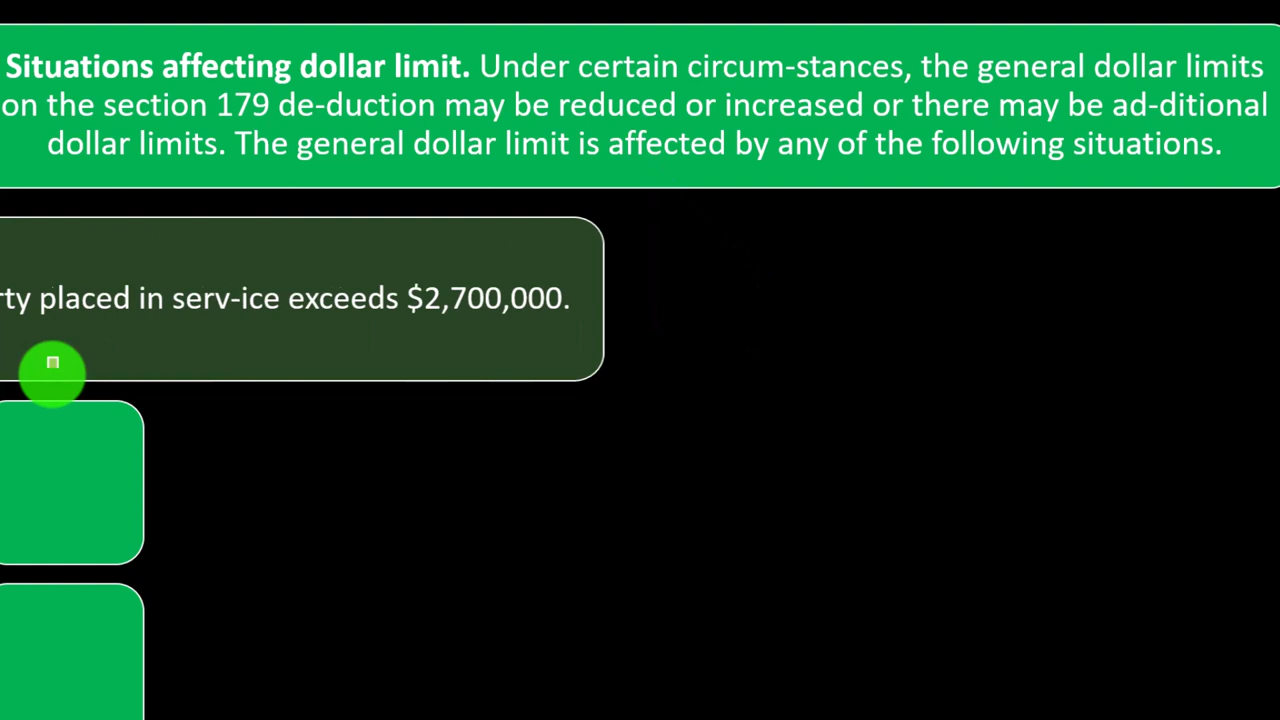 Situations affecting dollar limit. Under certain circum-stances, the general dollar limits
on the section 179 de-duction may be reduced or increased or there may be ad-ditional
dollar limits. The general dollar limit is affected by any of the following situations.
rty placed in serv-ice exceeds $2,700,000.